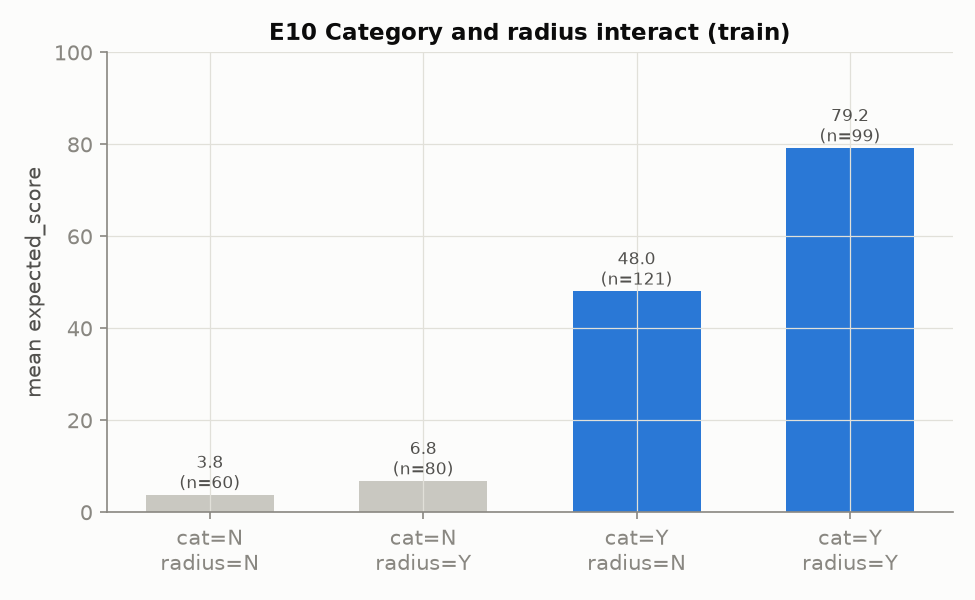 E10 Category and radius interact (train)
mean expected_score
100
80
60
40
20
0
3.8
(n=60)
6.8
(n=80)
48.0
(n=121)
79.2
(n=99)
cat=N
radius=N
cat=N
radius=Y
cat=Y
radius=N
cat=Y
radius=Y